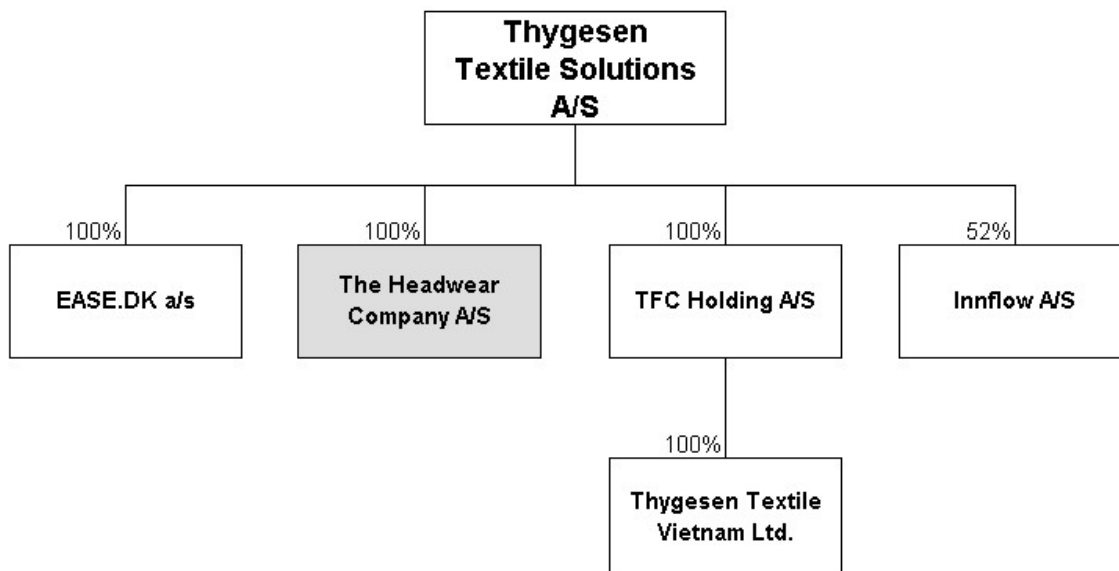 Thygesen
Textile Solutions
A/S
100%
100%
100%
52%
EASE.DK a/s
The Headwear
Company A/S
TFC Holding A/S
Innflow A/S
100%
Thygesen Textile
Vietnam Ltd.